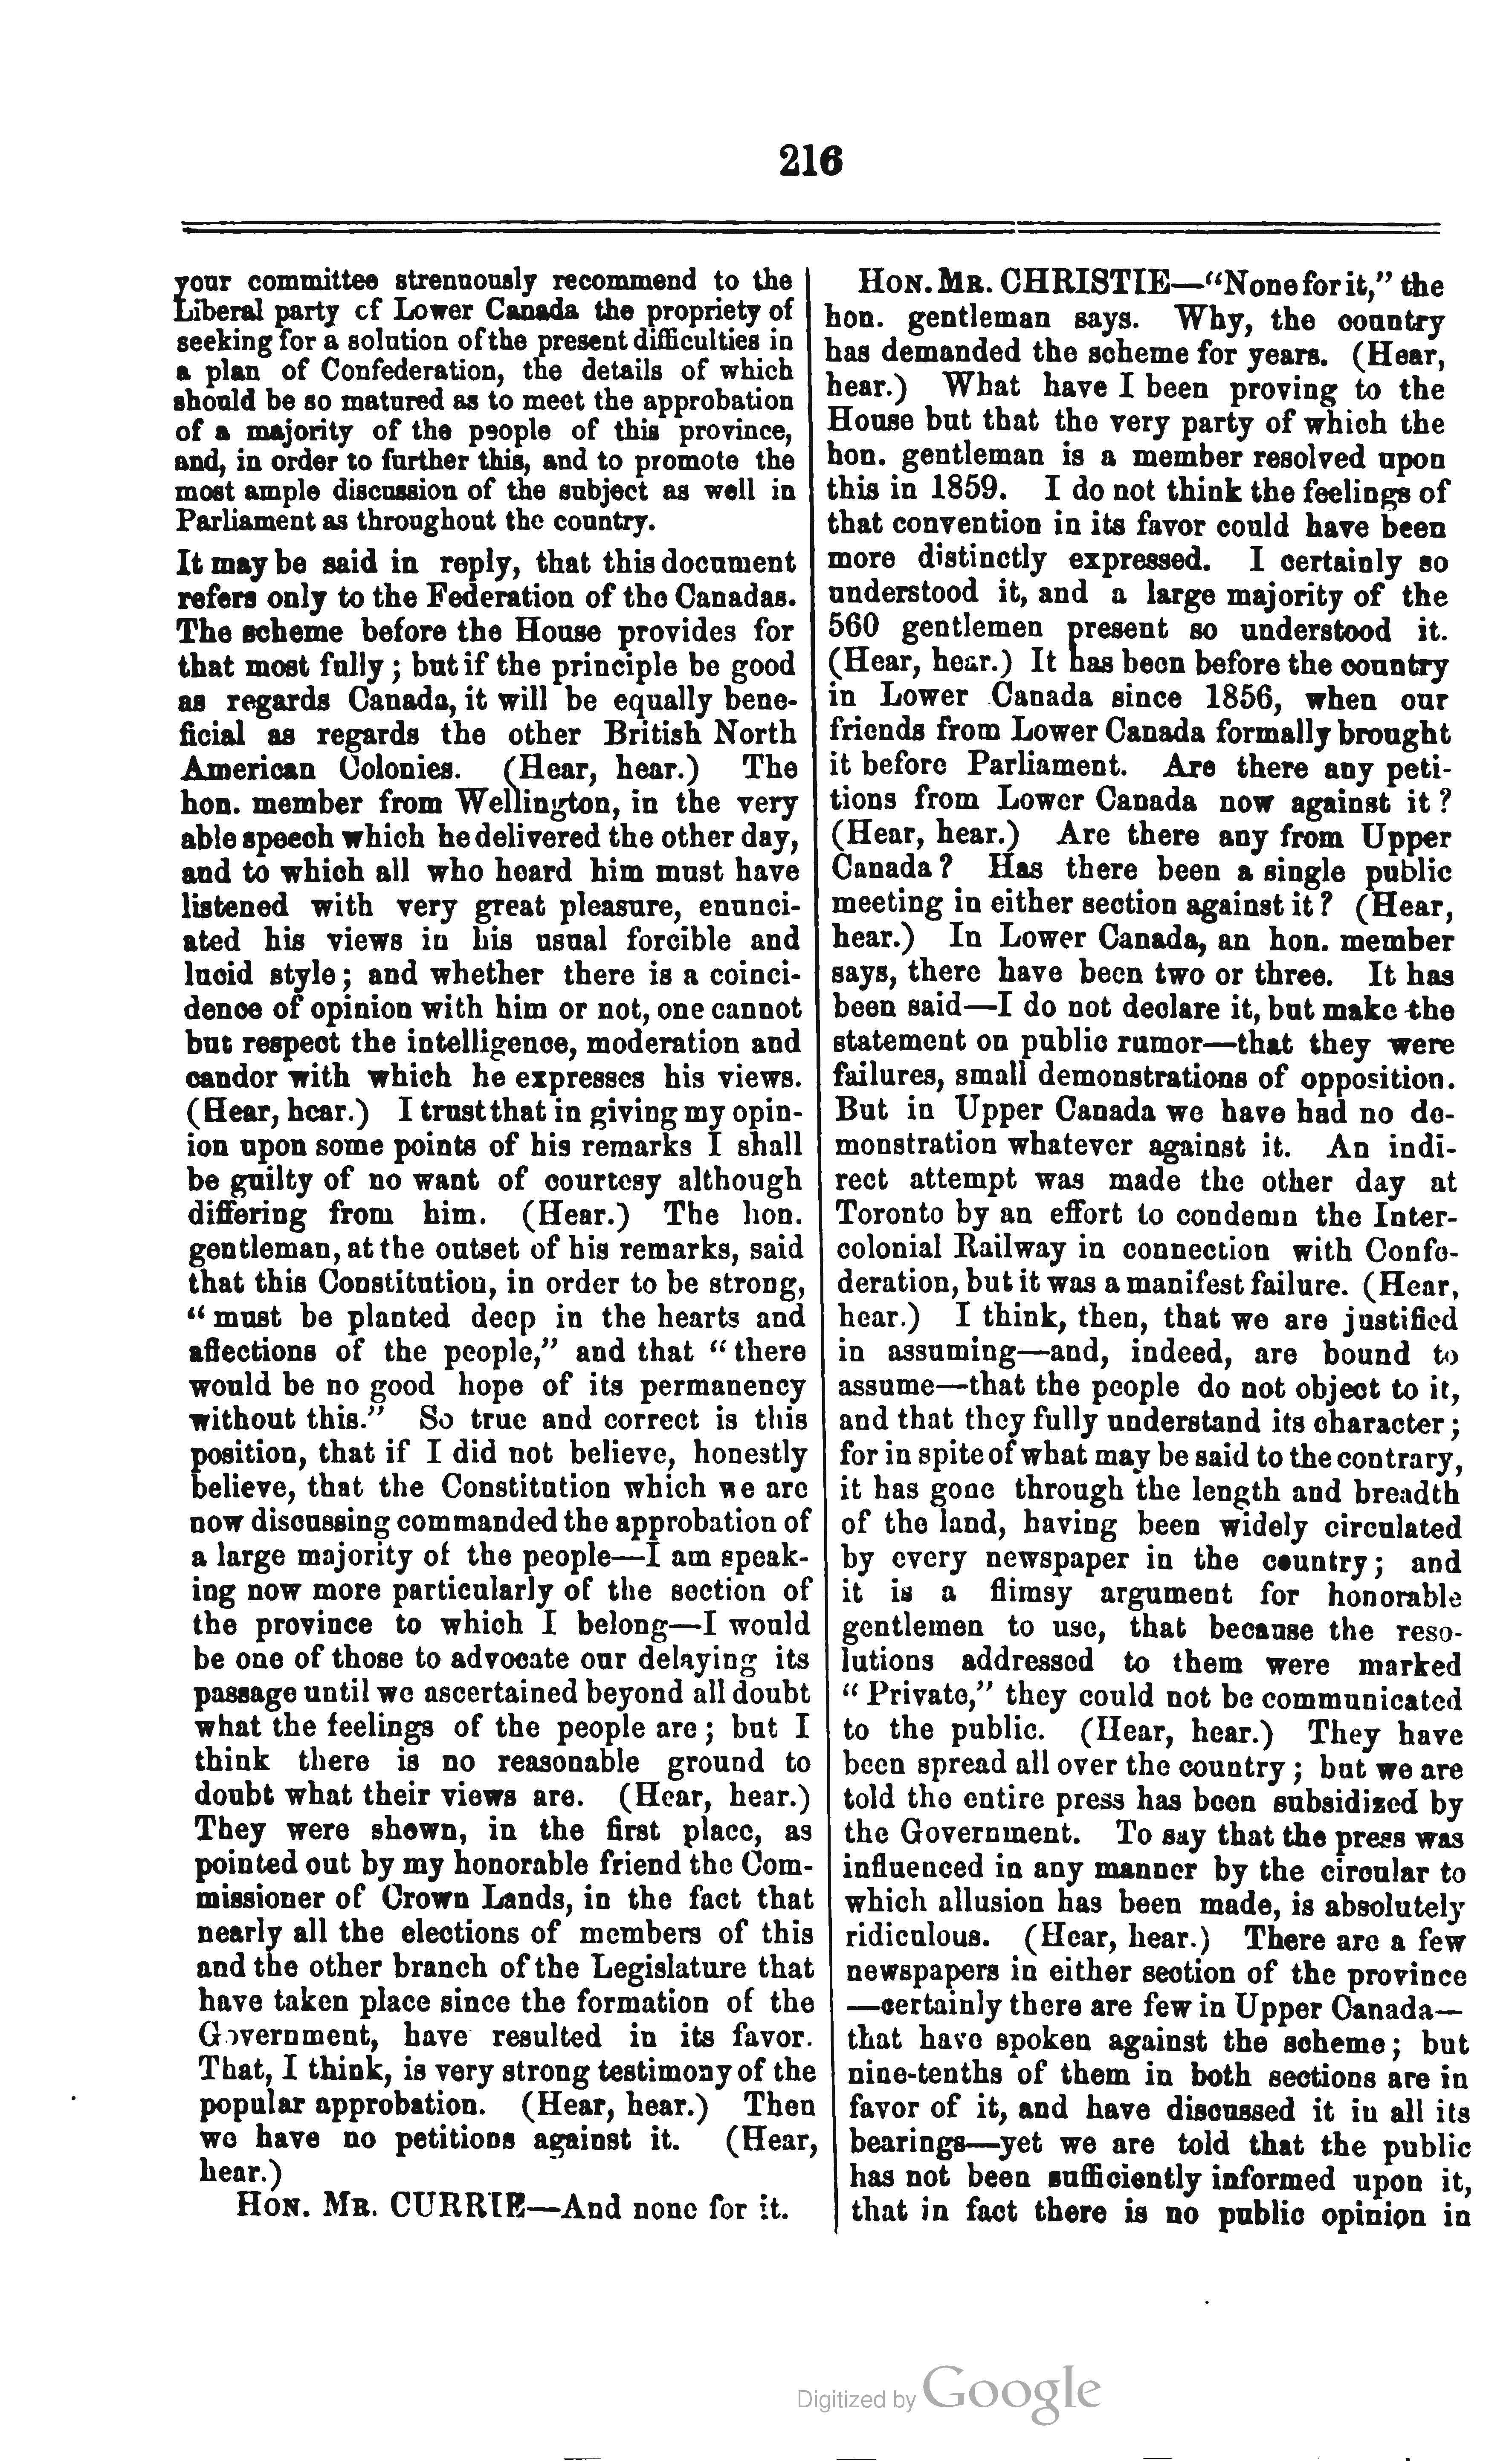 216
your committee strenuously recommend to the
Liberal party cf Lower Canada the propriety of
seeking for a solution of the present difficulties in
a plan of Confederation, the details of which
should be so matured as to meet the approbation
of a majority of the people of this province,
and, in order to further this, and to promote the
most ample discussion of the subject as well in
Parliament as throughout the country.
It may be said in reply, that this document
refers only to the Federation of the Canadas.
The scheme before the House provides for
that most fully; but if the principle be good
as regards Canada, it will be equally bene-
ficial as regards the other British North
American Colonies. (Hear, hear.) The
hon. member from Wellington, in the very
able speech which he delivered the other day,
and to which all who heard him must have
listened with very great pleasure, enunci-
ated his views in his usual forcible and
lucid style; and whether there is a coinci-
dence of opinion with him or not, one cannot
but respect the intelligence, moderation and
candor with which he expresses his views.
(Hear, hear.) I trust that in giving my opin-
ion upon some points of his remarks I shall
be guilty of no want of courtesy although
differing from him. (Hear.) The hon.
gentleman, at the outset of his remarks, said
that this Constitution, in order to be strong,
"must be planted deep in the hearts and
affections of the people," and that "there
would be no good hope of its permanency
without this." So true and correct is this
position, that if I did not believe, honestly
believe, that the Constitution which we are
now discussing commanded the approbation of
a large majority of the people—I am speak-
ing now more particularly of the section of
the province to which I belong—I would
be one of those to advocate our delaying its
passage until we ascertained beyond all doubt
what the feelings of the people are; but I
think there is no reasonable ground to
doubt what their views are. (Hear, hear.)
They were shown, in the first place, as
pointed out by my honorable friend the Com-
missioner of Crown Lands, in the fact that
nearly all the elections of members of this
and the other branch of the Legislature that
have taken place since the formation of the
Government, have resulted in its favor.
That, I think, is very strong testimony of the
popular approbation. (Hear, hear.) Then
we have no petitions against it. (Hear,
hear.)
HON. MR. CURRIE—And none for it.
HON. MR. CHRISTIE—"None for it," the
hon. gentleman says. Why, the country
has demanded the scheme for years. (Hear,
hear.) What have I been proving to the
House but that the very party of which the
hon. gentleman is a member resolved upon
this in 1859. I do not think the feelings of
that convention in its favor could have been
more distinctly expressed. I certainly so
understood it, and a large majority of the
560 gentlemen present so understood it.
(Hear, hear.) It has been before the country
in Lower Canada since 1856, when our
friends from Lower Canada formally brought
it before Parliament. Are there any peti-
tions from Lower Canada now against it?
(Hear, hear.) Are there any from Upper
Canada? Has there been a single public
meeting in either section against it? (Hear,
hear.) In Lower Canada, an hon. member
says, there have been two or three. It has
been said—I do not declare it, but make the
statement on public rumor—that they were
failures, small demonstrations of opposition.
But in Upper Canada we have had no de-
monstration whatever against it. An indi-
rect attempt was made the other day at
Toronto by an effort to condemn the Inter-
colonial Railway in connection with Confe-
deration, but it was a manifest failure. (Hear,
hear.) I think, then, that we are justified
in assuming—and, indeed, are bound to
assume—that the people do not object to it,
and that they fully understand its character;
for in spite of what may be said to the contrary,
it has gone through the length and breadth
of the land, having been widely circulated
by every newspaper in the country; and
it is a flimsy argument for honorable
gentlemen to use, that because the reso-
lutions addressed to them were marked
"Private," they could not be communicated
to the public. (Hear, hear.) They have
been spread all over the country; but we are
told the entire press has been subsidized by
the Government. To say that the press was
influenced in any manner by the circular to
which allusion has been made, is absolutely
ridiculous. (Hear, hear.) There are a few
newspapers in either section of the province
—certainly there are few in Upper Canada—
that have spoken against the scheme; but
nine-tenths of them in both sections are in
favor of it, and have discussed it in all its
bearings—yet we are told that the public
has not been sufficiently informed upon it,
that in fact there is no public opinion in
Digitized by Google